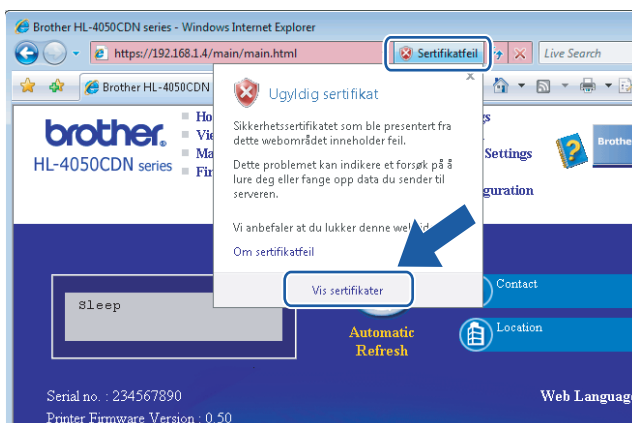 Brother HL-4050CDN series - Windows Internet Explorer
https://192.168.1.4/main/main.html
Sertifikatfeil
Live Search
Brother HL-4050CDN
brother.
HL-4050CDN series
Settings
Brothe
guration
x
Ugyldig sertifikat
Sikkerhetssertifikatet som ble presentert fra
dette webområdet inneholder feil.
Dette problemet kan indikere et forsøk på å
lure deg eller fange opp data du sender til
serveren.
Vi anbefaler at du lukker denne
Om sertifikatfeil
Vis sertifikater
Sleep
Automatic
Refresh
Contact
Location
Serial no. : 234567890
Web Languag
Printer Firmware Version : 0.50